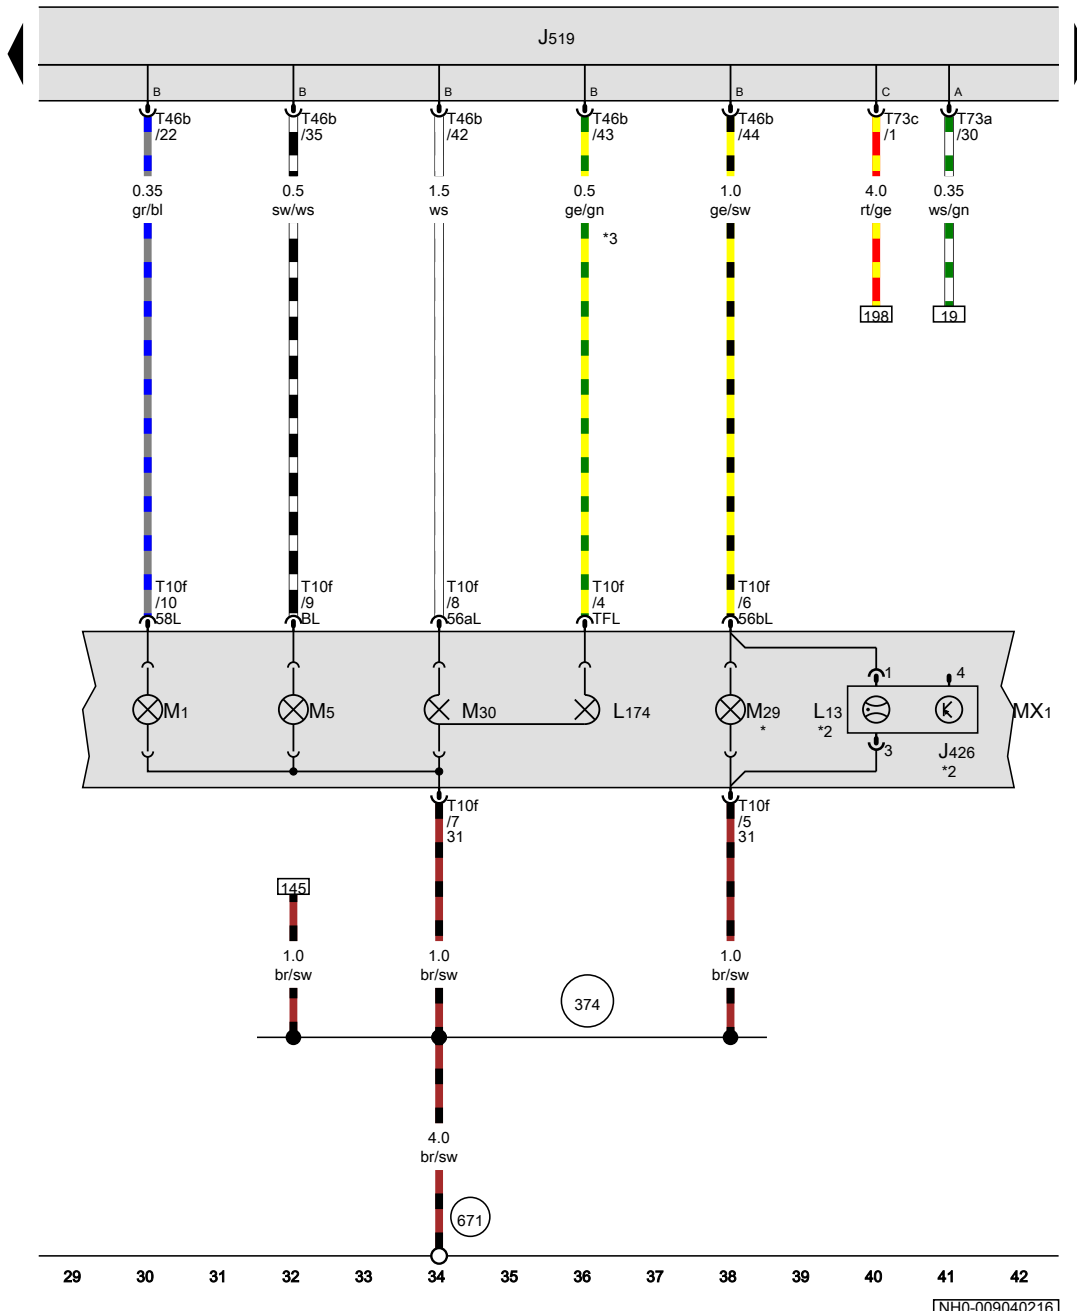 J519
B B B B B C A
T46b T46b T46b T46b T46b T73c T73a
/22 /35 /42 /43 /44 /1 /30
0.35 0.5 1.5 0.5 1.0 4.0 0.35
gr/bl sw/ws ws ge/gn ge/sw rt/ge ws/gn
*3
198 19
T10f T10f T10f T10f T10f
/10 /9 /8 /4 /6
58L BL 56aL TFL 56bL
1 4
M1 M5 M30 L174 M29 L13 MX1
* *2
3 J426
*2
T10f T10f
/7 /5
31 31
145
1.0 1.0 1.0
br/sw br/sw br/sw
374
4.0
br/sw
671
29 30 31 32 33 34 35 36 37 38 39 40 41 42
NH0-009040216